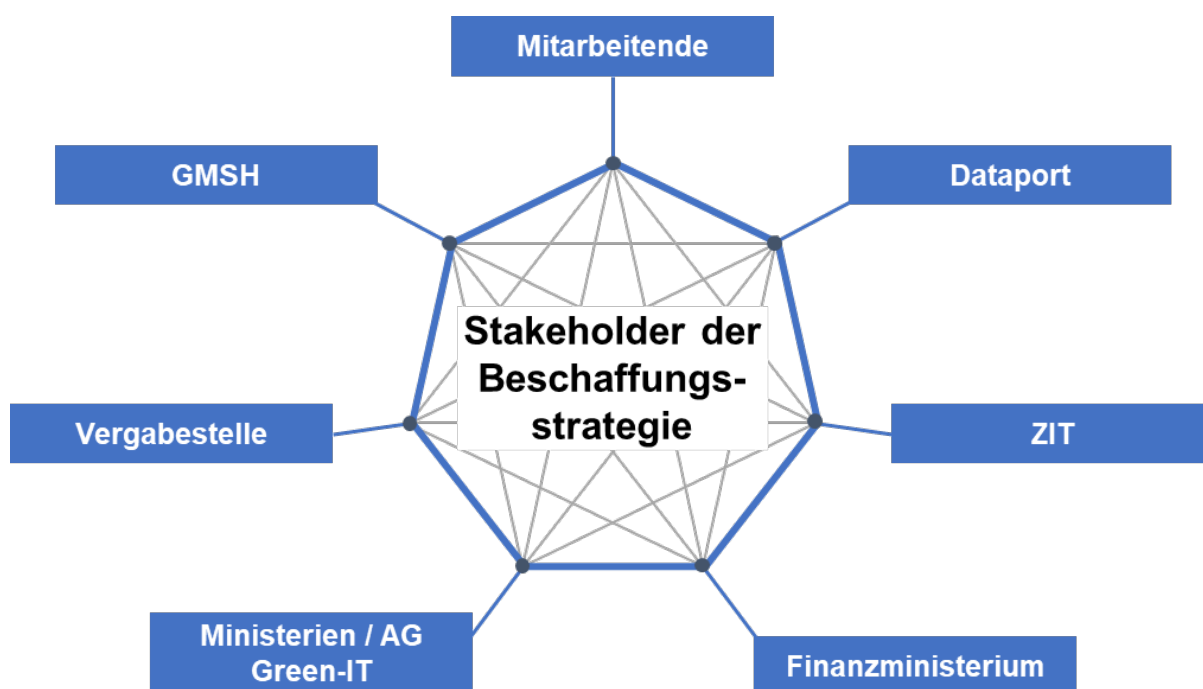 Mitarbeitende
GMSH
Dataport
Stakeholder der
Beschaffungs-
strategie
Vergabestelle
ZIT
Ministerien / AG
Green-IT
Finanzministerium